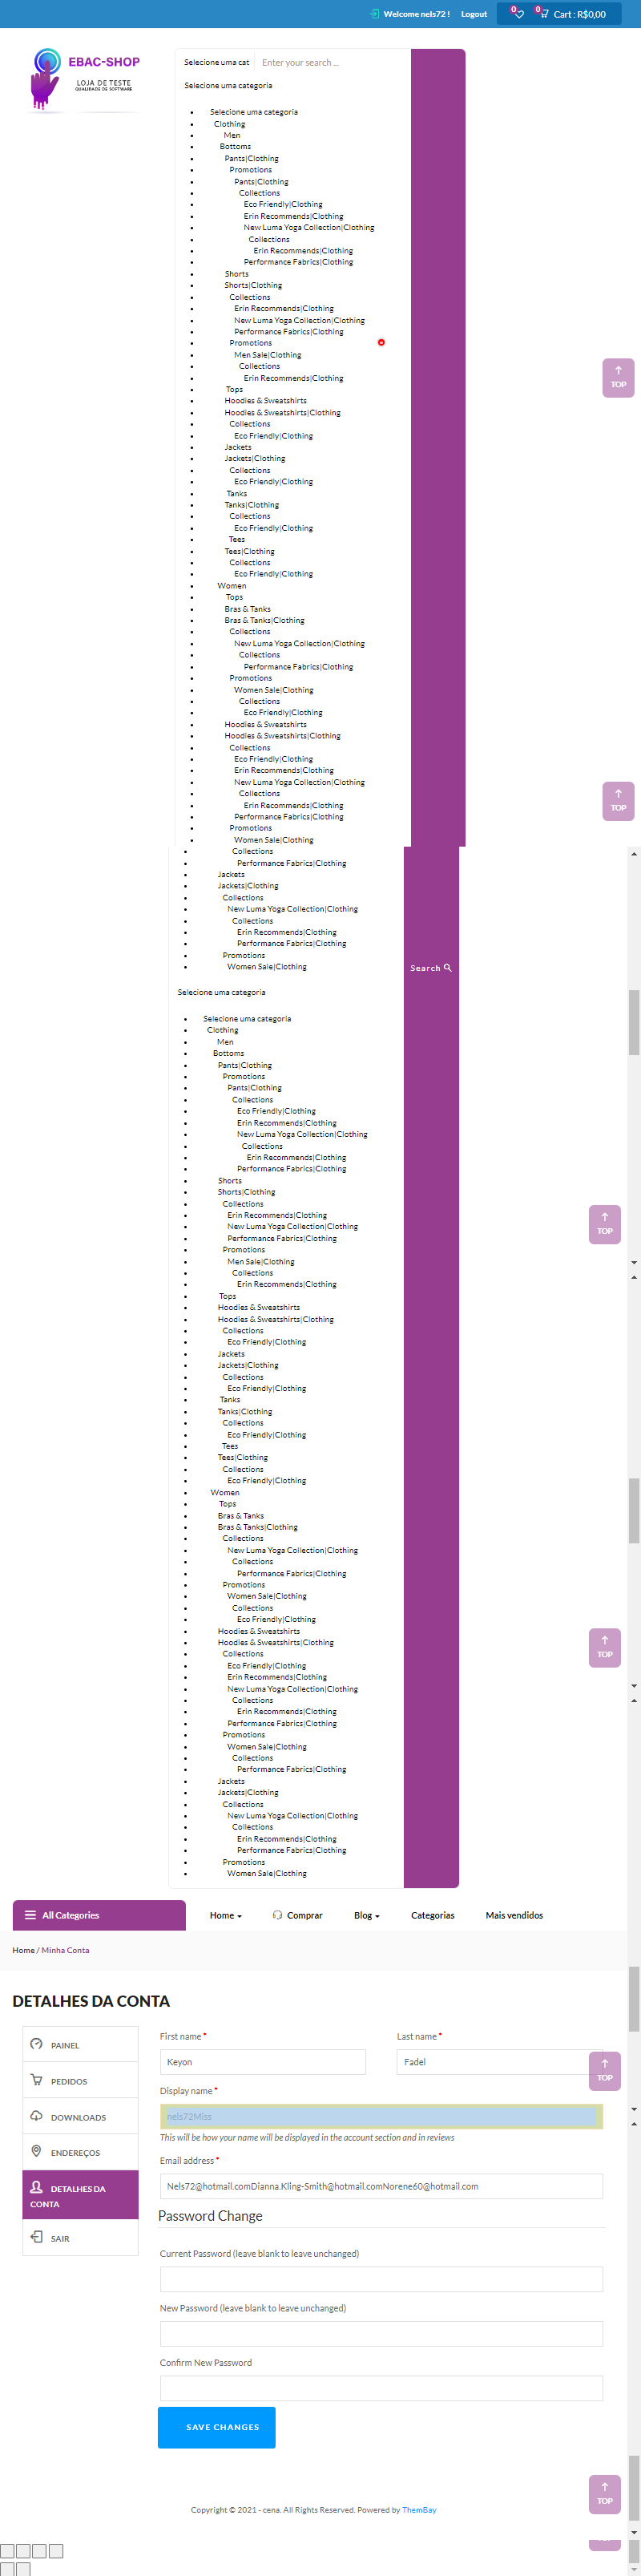 Welcome nels72 ! Logout 0 0 Cart : R$0,00
EBAC-SHOP
LOJA DE TESTE
QUALIDADE DE SOFTWARE
Selecione uma cat Enter your search ...
Selecione uma categoria
Selecione uma categoria
Clothing
Men
Bottoms
Pants|Clothing
Promotions
Pants|Clothing
Collections
Eco Friendly|Clothing
Erin Recommends|Clothing
New Luma Yoga Collection|Clothing
Collections
Erin Recommends|Clothing
Performance Fabrics|Clothing
Shorts
Shorts|Clothing
Collections
Erin Recommends|Clothing
New Luma Yoga Collection|Clothing
Performance Fabrics|Clothing
Promotions
Men Sale|Clothing
Collections
Erin Recommends|Clothing
TOP
Tops
Hoodies & Sweatshirts
Hoodies & Sweatshirts|Clothing
Collections
Eco Friendly|Clothing
Jackets
Jackets|Clothing
Collections
Eco Friendly|Clothing
Tanks
Tanks|Clothing
Collections
Eco Friendly|Clothing
Tees
Tees|Clothing
Collections
Eco Friendly|Clothing
Women
Tops
Bras & Tanks
Bras & Tanks|Clothing
Collections
New Luma Yoga Collection|Clothing
Collections
Performance Fabrics|Clothing
Promotions
Women Sale|Clothing
Collections
Eco Friendly|Clothing
Hoodies & Sweatshirts
Hoodies & Sweatshirts|Clothing
Collections
Eco Friendly|Clothing
Erin Recommends|Clothing
New Luma Yoga Collection|Clothing
Collections
Erin Recommends|Clothing
TOP
Performance Fabrics|Clothing
Promotions
Women Sale|Clothing
Collections
Performance Fabrics|Clothing
Jackets
Jackets|Clothing
Collections
New Luma Yoga Collection|Clothing
Collections
Erin Recommends|Clothing
Performance Fabrics|Clothing
Promotions
Women Sale|Clothing
Search
Selecione uma categoria
Selecione uma categoria
Clothing
Men
Bottoms
Pants|Clothing
Promotions
Pants|Clothing
Collections
Eco Friendly|Clothing
Erin Recommends|Clothing
New Luma Yoga Collection|Clothing
Collections
Erin Recommends|Clothing
Performance Fabrics|Clothing
Shorts
Shorts|Clothing
Collections
Erin Recommends|Clothing
New Luma Yoga Collection|Clothing
TOP
Performance Fabrics|Clothing
Promotions
Men Sale|Clothing
Collections
Erin Recommends|Clothing
Tops
Hoodies & Sweatshirts
Hoodies & Sweatshirts|Clothing
Collections
Eco Friendly|Clothing
Jackets
Jackets|Clothing
Collections
Eco Friendly|Clothing
Tanks
Tanks|Clothing
Collections
Eco Friendly|Clothing
Tees
Tees|Clothing
Collections
Eco Friendly|Clothing
Women
Tops
Bras & Tanks
Bras & Tanks|Clothing
Collections
New Luma Yoga Collection|Clothing
Collections
Performance Fabrics|Clothing
Promotions
Women Sale|Clothing
Collections
Eco Friendly|Clothing
Hoodies & Sweatshirts
Hoodies & Sweatshirts|Clothing
Collections
TOP
Eco Friendly|Clothing
Erin Recommends|Clothing
New Luma Yoga Collection|Clothing
Collections
Erin Recommends|Clothing
Performance Fabrics|Clothing
Promotions
Women Sale|Clothing
Collections
Performance Fabrics|Clothing
Jackets
Jackets|Clothing
Collections
New Luma Yoga Collection|Clothing
Collections
Erin Recommends|Clothing
Performance Fabrics|Clothing
Promotions
Women Sale|Clothing
All Categories Home Comprar Blog Categorias Mais vendidos
Home / Minha Conta
DETALHES DA CONTA
PAINEL
PEDIDOS
DOWNLOADS
ENDEREÇOS
DETALHES DA CONTA
SAIR
First name * Last name *
Keyon Fadel
TOP
Display name *
nels72Miss
This will be how your name will be displayed in the account section and in reviews
Email address *
Nels72@hotmail.comDianna.Kling-Smith@hotmail.comNorene60@hotmail.com
Password Change
Current Password (leave blank to leave unchanged)
New Password (leave blank to leave unchanged)
Confirm New Password
SAVE CHANGES
TOP
Copyright © 2021 - cena. All Rights Reserved. Powered by ThemBay